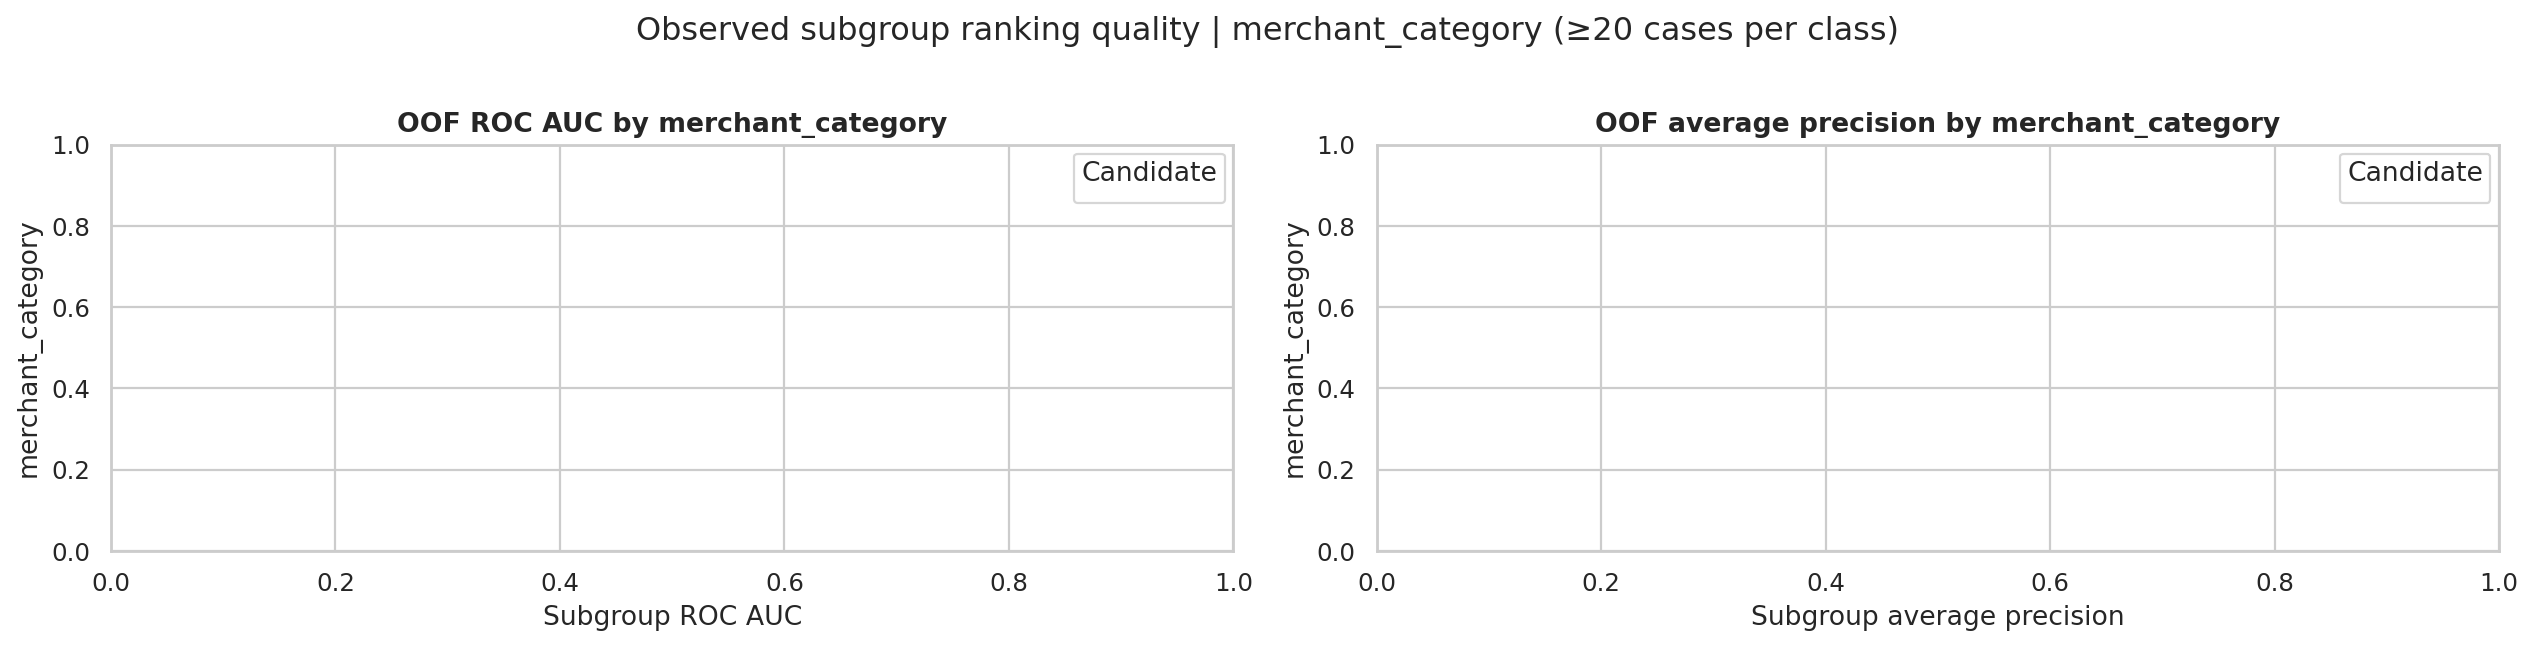 Observed subgroup ranking quality | merchant_category (≥20 cases per class)
OOF ROC AUC by merchant_category
Candidate
merchant_category
1.0
0.8
0.6
0.4
0.2
0.0
0.0 0.2 0.4 0.6 0.8 1.0
Subgroup ROC AUC
OOF average precision by merchant_category
Candidate
merchant_category
1.0
0.8
0.6
0.4
0.2
0.0
0.0 0.2 0.4 0.6 0.8 1.0
Subgroup average precision